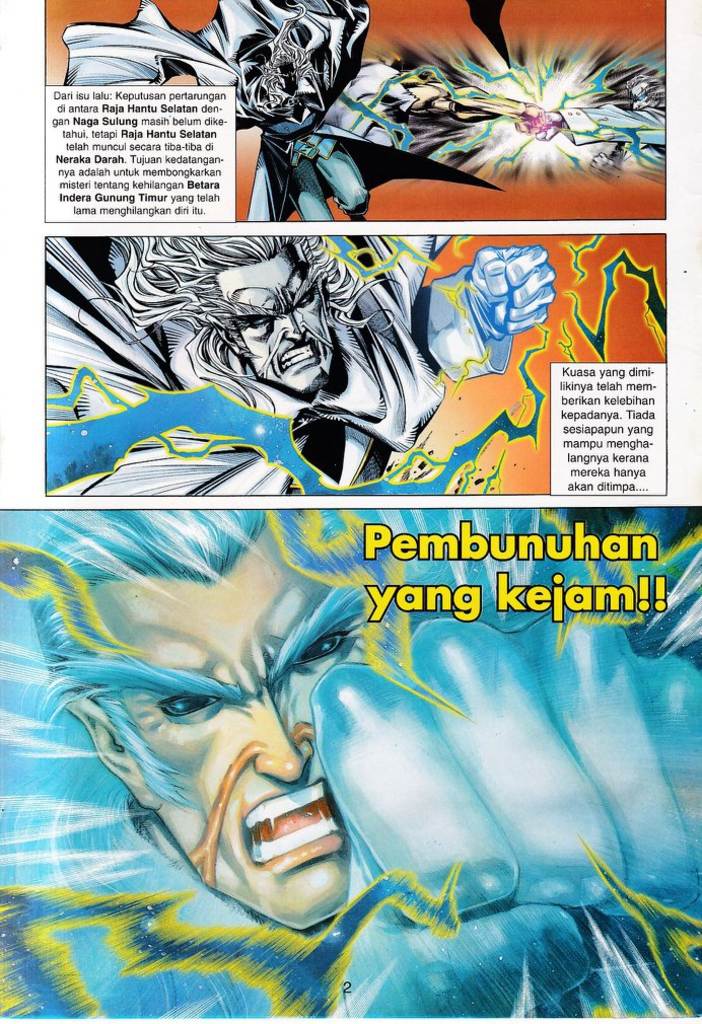 Dari isu lalu: Keputusan pertarungan
di antara Raja Hantu Selatan den-
gan Naga Sulung masih belum dike-
tahui, tetapi Raja Hantu Selatan
telah muncul secara tiba-tiba di
Neraka Darah. Tujuan kedatangan-
nya adalah untuk membongkarkan
misteri tentang kehilangan Betara
Indera Gunung Timur yang telah
lama menghilangkan diri itu.
Kuasa yang dimi-
likinya telah mem-
berikan kelebihan
kepadanya. Tiada
sesiapapun yang
mampu mengha-
langnya kerana
mereka hanya
akan ditimpa....
Pembunuhan
yang kejam!!
2